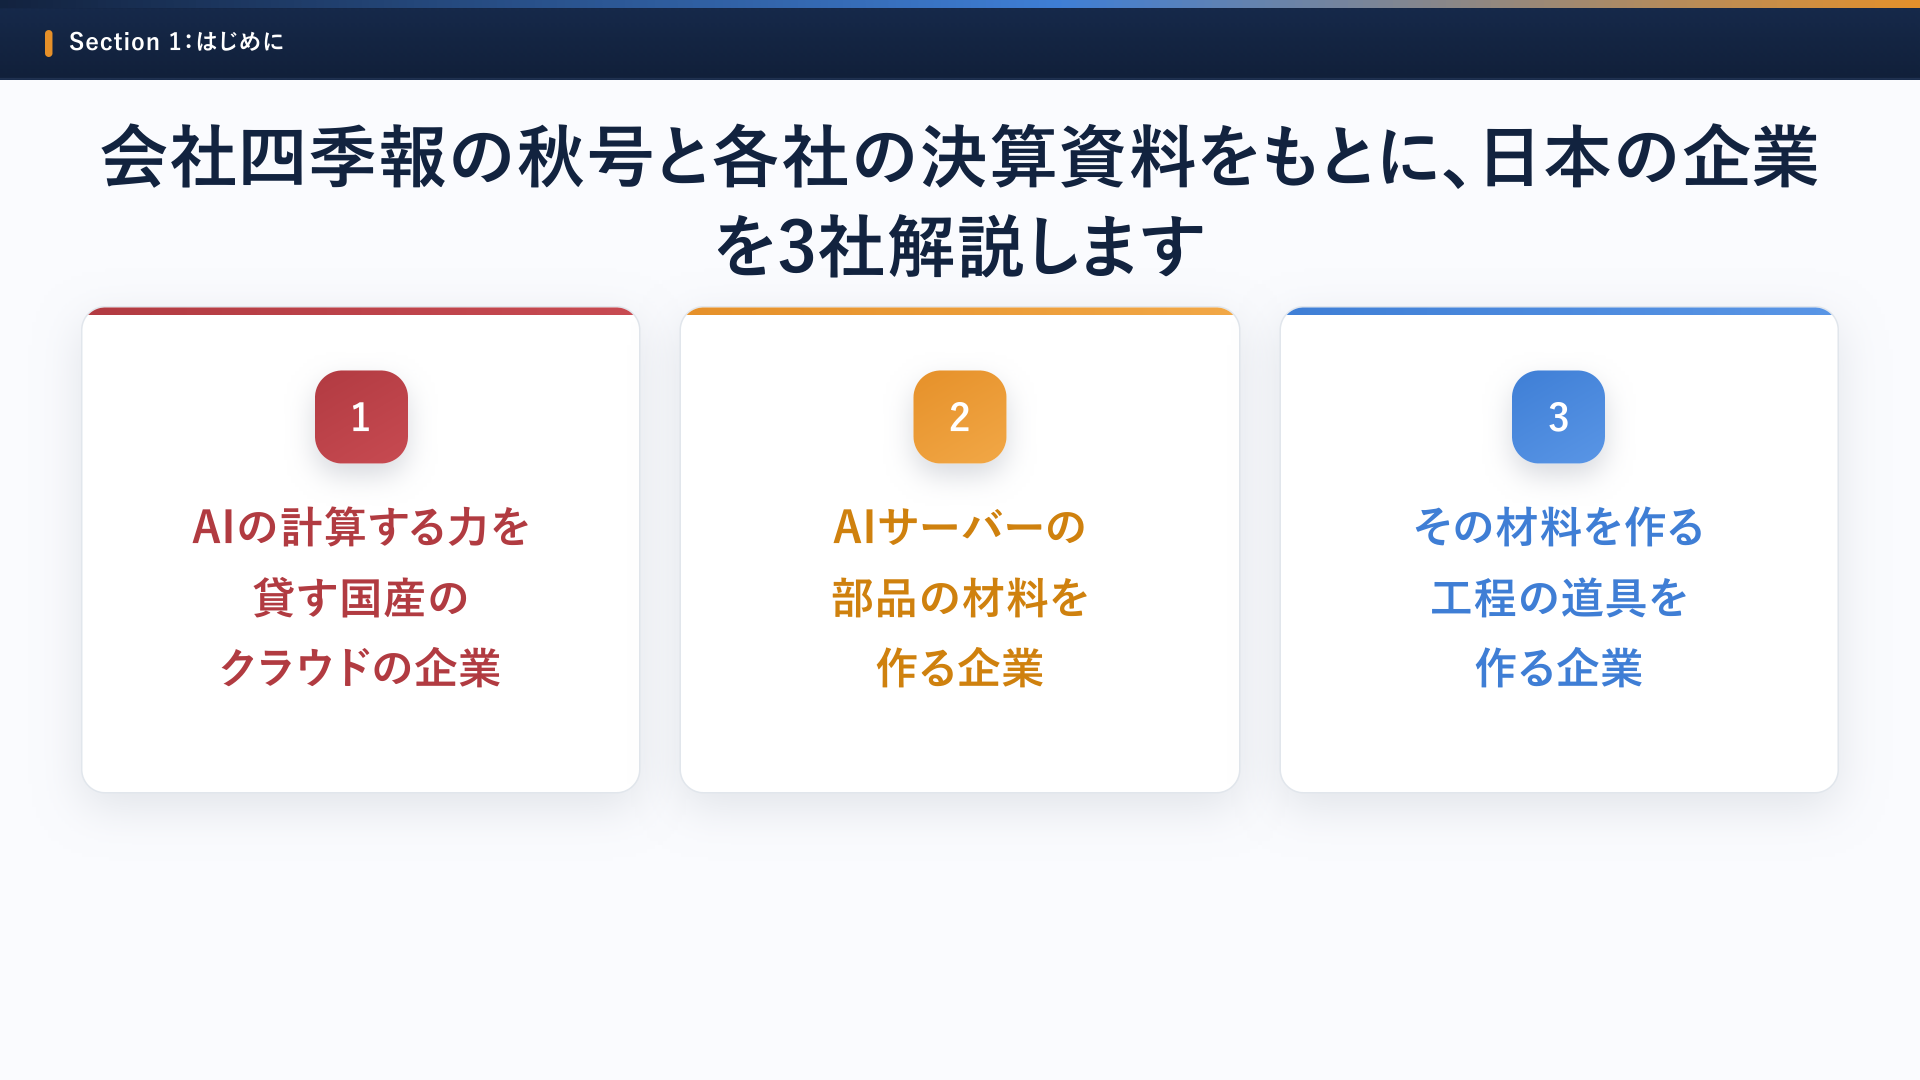 Section 1：はじめに
会社四季報の秋号と各社の決算資料をもとに、日本の企業
を3社解説します
1
AIの計算する力を
貸す国産の
クラウドの企業
2
AIサーバーの
部品の材料を
作る企業
3
その材料を作る
工程の道具を
作る企業